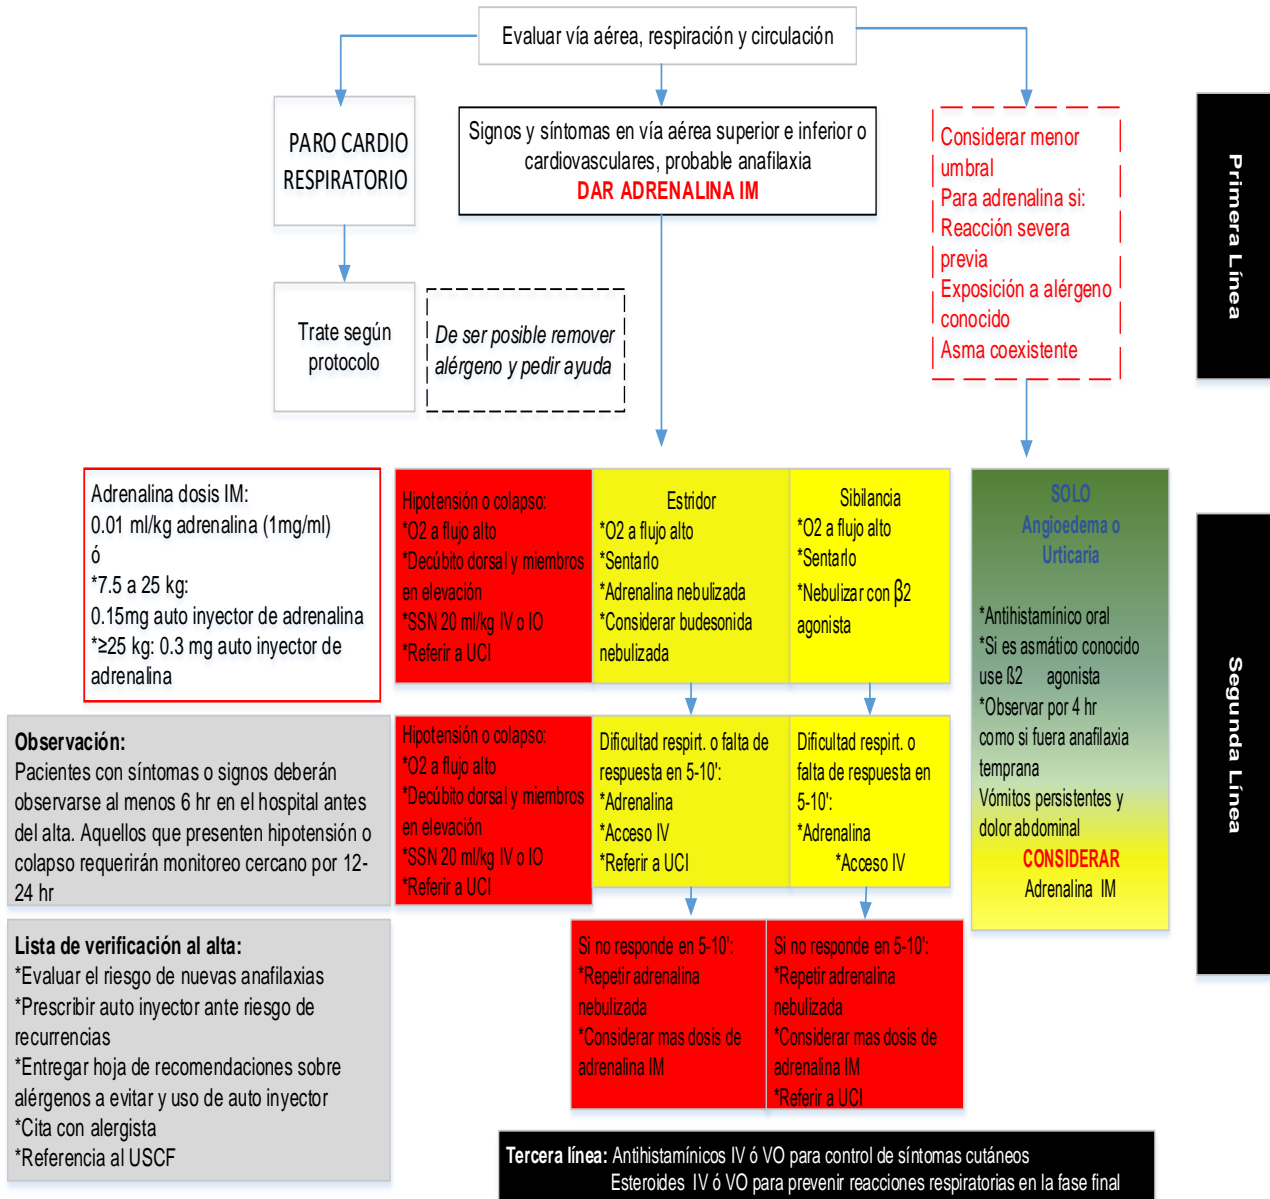 Evaluar vía aérea, respiración y circulación
PARO CARDIO
RESPIRATORIO
Signos y síntomas en vía aérea superior e inferior o
cardiovasculares, probable anafilaxia
DAR ADRENALINA IM
Considerar menor
umbral
Para adrenalina si:
Reacción severa
previa
Exposición a alérgeno
conocido
Asma coexistente
Primera Línea
Trate según
protocolo
De ser posible remover
alérgeno y pedir ayuda
Adrenalina dosis IM:
0.01 ml/kg adrenalina (1mg/ml)
ó
*7.5 a 25 kg:
0.15mg auto inyector de adrenalina
*≥25 kg: 0.3 mg auto inyector de
adrenalina
Hipotensión o colapso:
*O2 a flujo alto
*Decúbito dorsal y miembros
en elevación
*SSN 20 ml/kg IV o IO
*Referir a UCI
Estridor
*O2 a flujo alto
*Sentarlo
*Adrenalina nebulizada
*Considerar budesonida
nebulizada
Sibilancia
*O2 a flujo alto
*Sentarlo
*Nebulizar con β2
agonista
SOLO
Angioedema o
Urticaria
*Antihistamínico oral
*Si es asmático conocido
use ß2 agonista
*Observar por 4 hr
como si fuera anafilaxia
temprana
Vómitos persistentes y
dolor abdominal
CONSIDERAR
Adrenalina IM
Segunda Línea
Observación:
Pacientes con síntomas o signos deberán
observarse al menos 6 hr en el hospital antes
del alta. Aquellos que presenten hipotensión o
colapso requerirán monitoreo cercano por 12-
24 hr
Hipotensión o colapso:
*O2 a flujo alto
*Decúbito dorsal y miembros
en elevación
*SSN 20 ml/kg IV o IO
*Referir a UCI
Dificultad respirt. o falta de
respuesta en 5-10':
*Adrenalina
*Acceso IV
*Referir a UCI
Dificultad respirt. o
falta de respuesta en
5-10':
*Adrenalina
*Acceso IV
Lista de verificación al alta:
*Evaluar el riesgo de nuevas anafilaxias
*Prescribir auto inyector ante riesgo de
recurrencias
*Entregar hoja de recomendaciones sobre
alérgenos a evitar y uso de auto inyector
*Cita con alergista
*Referencia al USCF
Si no responde en 5-10':
*Repetir adrenalina
nebulizada
*Considerar mas dosis de
adrenalina IM
Si no responde en 5-10':
*Repetir adrenalina
nebulizada
*Considerar mas dosis de
adrenalina IM
*Referir a UCI
Tercera línea: Antihistamínicos IV ó VO para control de síntomas cutáneos
Esteroides IV ó VO para prevenir reacciones respiratorias en la fase final